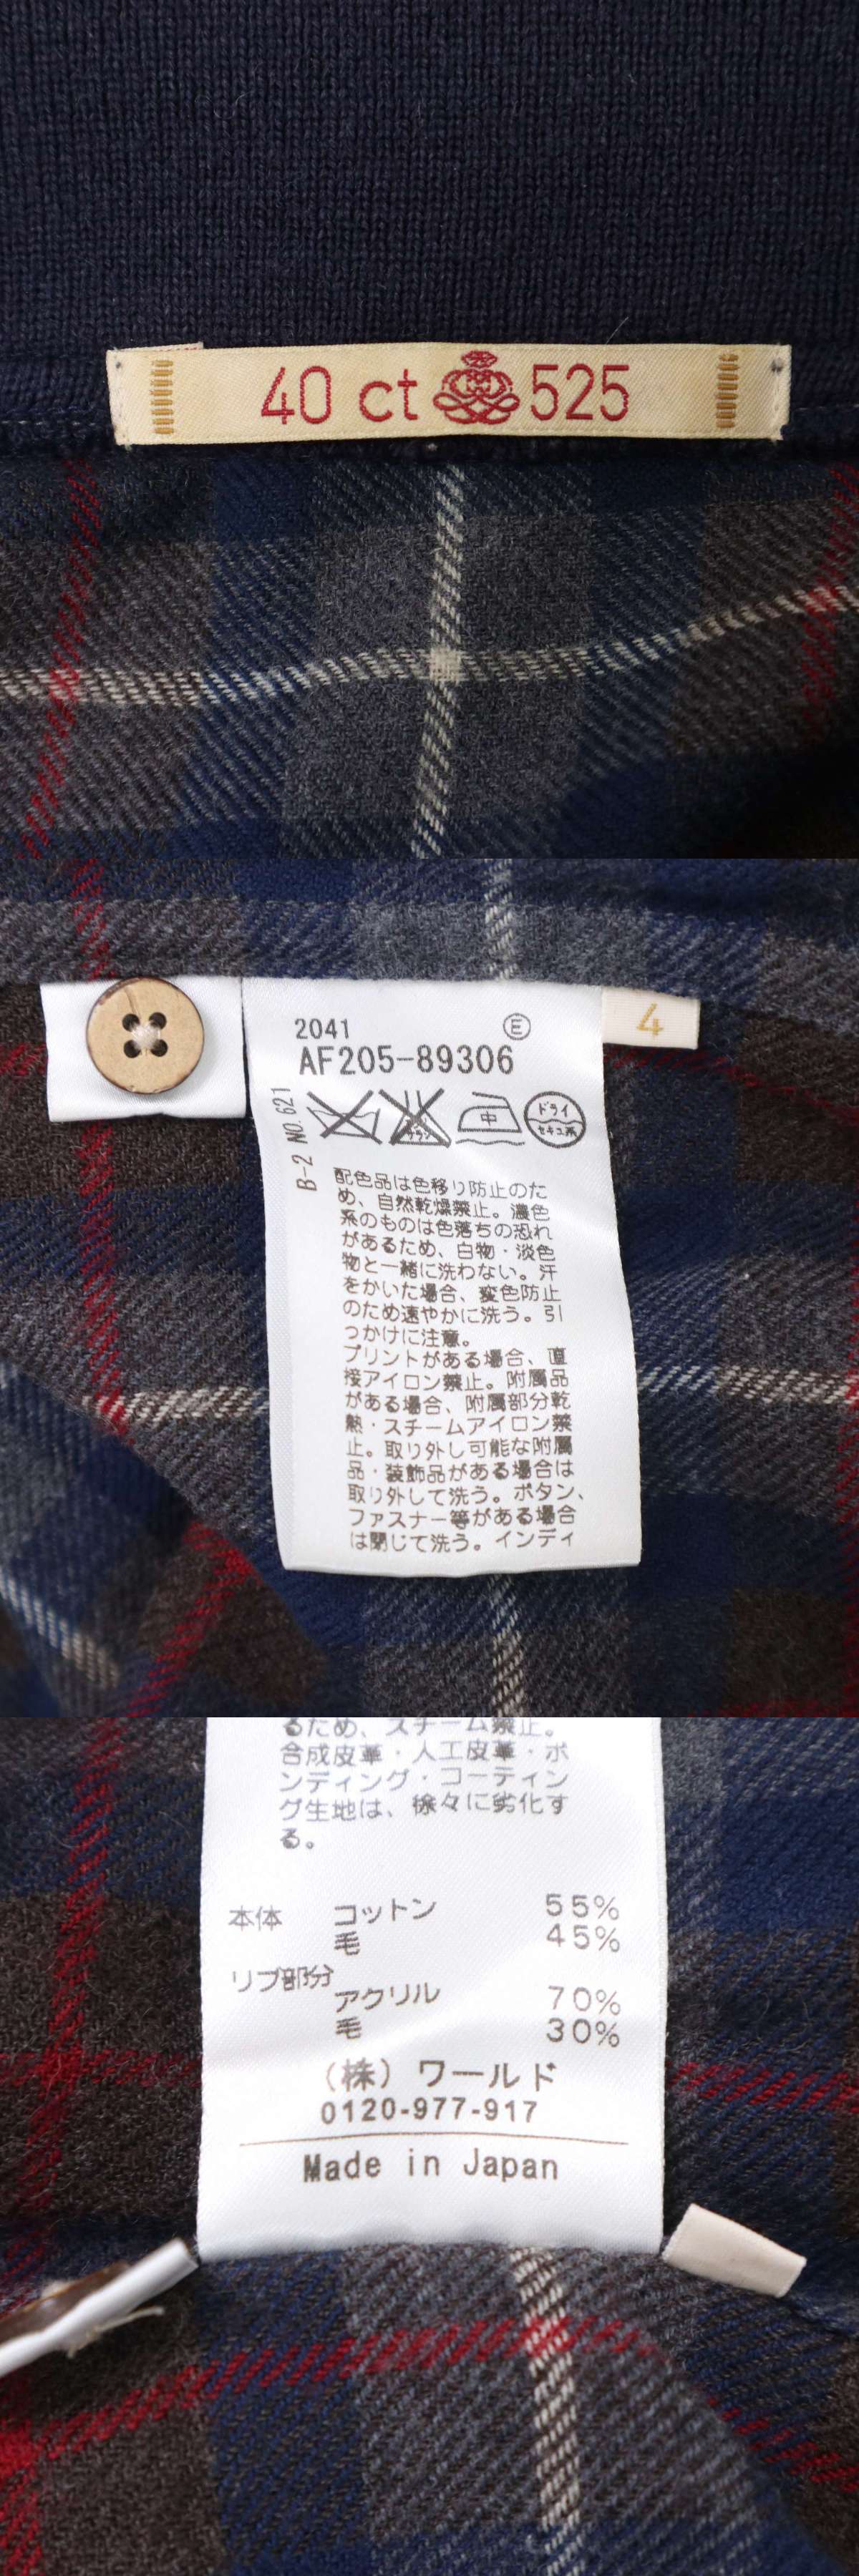 40 ct 525
4
2041 E
AF205-89306
B-2 NO.621
中
ドライ
セキユ系
配色品は色移り防止のた
め、自然乾燥禁止。濃色
系のものは色落ちの恐れ
があるため、白物・淡色
物と一緒に洗わない。汗
をかいた場合、変色防止
のため速やかに洗う。引
っかけに注意。
プリントがある場合、直
接アイロン禁止。附属品
がある場合、附属部分乾
熱・スチームアイロン禁
止。取り外し可能な附属
品・装飾品がある場合は
取り外して洗う。ボタン、
ファスナー等がある場合
は閉じて洗う。インディ
るため、スチーム禁止。
合成皮革・人工皮革・ボ
ンディング・コーティン
グ生地は、徐々に劣化す
る。
本体 コットン 55%
毛 45%
リブ部分
アクリル 70%
毛 30%
（株）ワールド
0120-977-917
Made in Japan